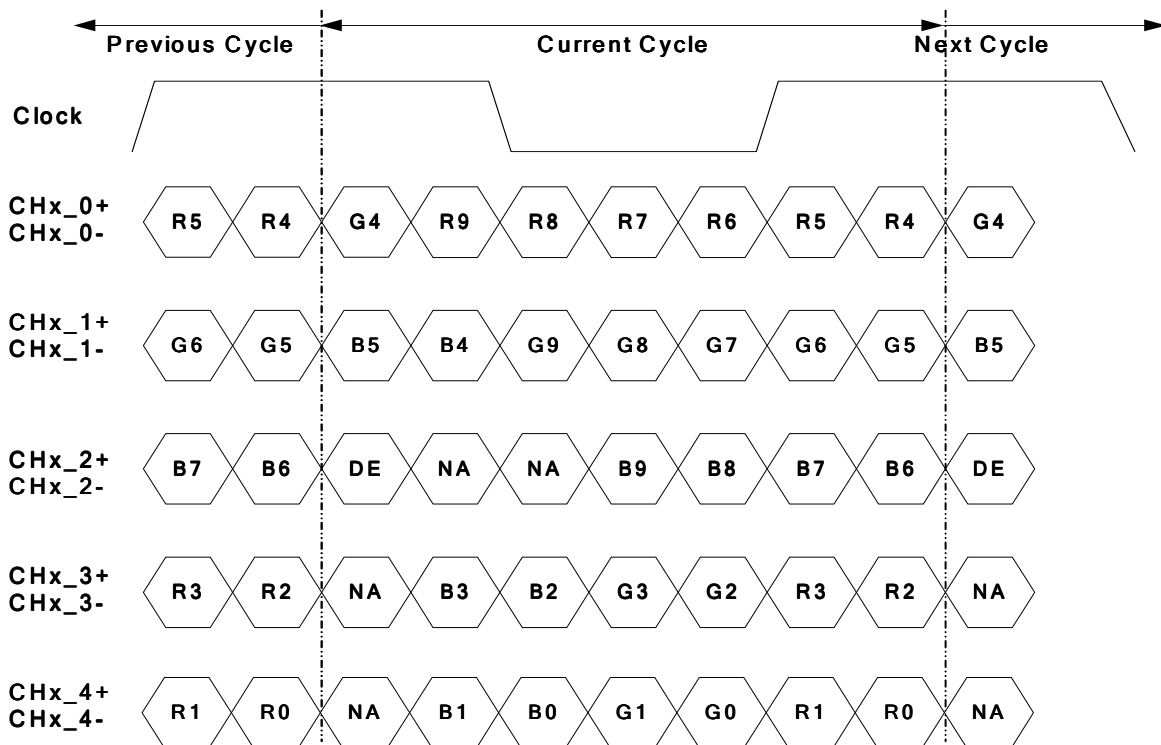 Previous Cycle Current Cycle Next Cycle
Clock
CHx_0+
CHx_0-
R5 R4 G4 R9 R8 R7 R6 R5 R4 G4
CHx_1+
CHx_1-
G6 G5 B5 B4 G9 G8 G7 G6 G5 B5
CHx_2+
CHx_2-
B7 B6 DE NA NA B9 B8 B7 B6 DE
CHx_3+
CHx_3-
R3 R2 NA B3 B2 G3 G2 R3 R2 NA
CHx_4+
CHx_4-
R1 R0 NA B1 B0 G1 G0 R1 R0 NA